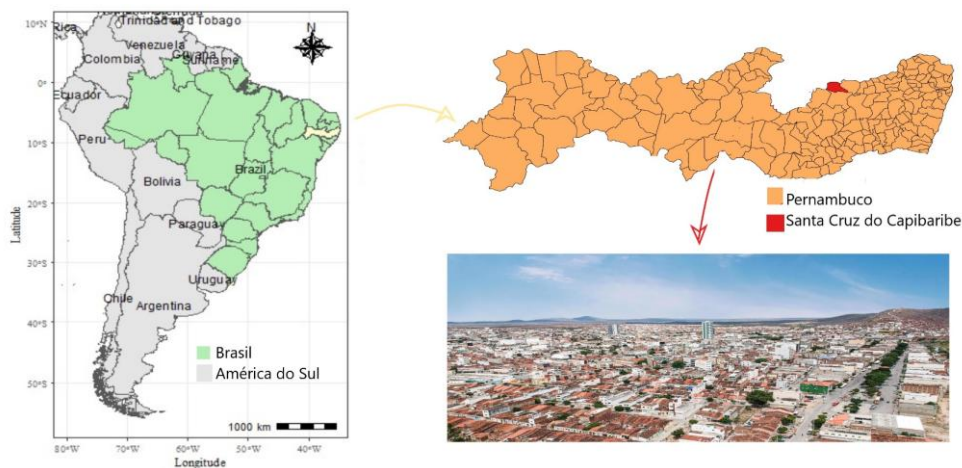 10°N
0°
10°S
20°S
30°S
40°S
50°S
Latitude
Rica
Trinidad and Tobago
Venezuela
Guyana
Suriname
Colombia
Ecuador
Peru
Brazil
Bolivia
Paraguay
Uruguay
Chile
Argentina
N
Brasil
América do Sul
1000 km
80°W
70°W
60°W
50°W
40°W
Longitude
Pernambuco
Santa Cruz do Capibaribe